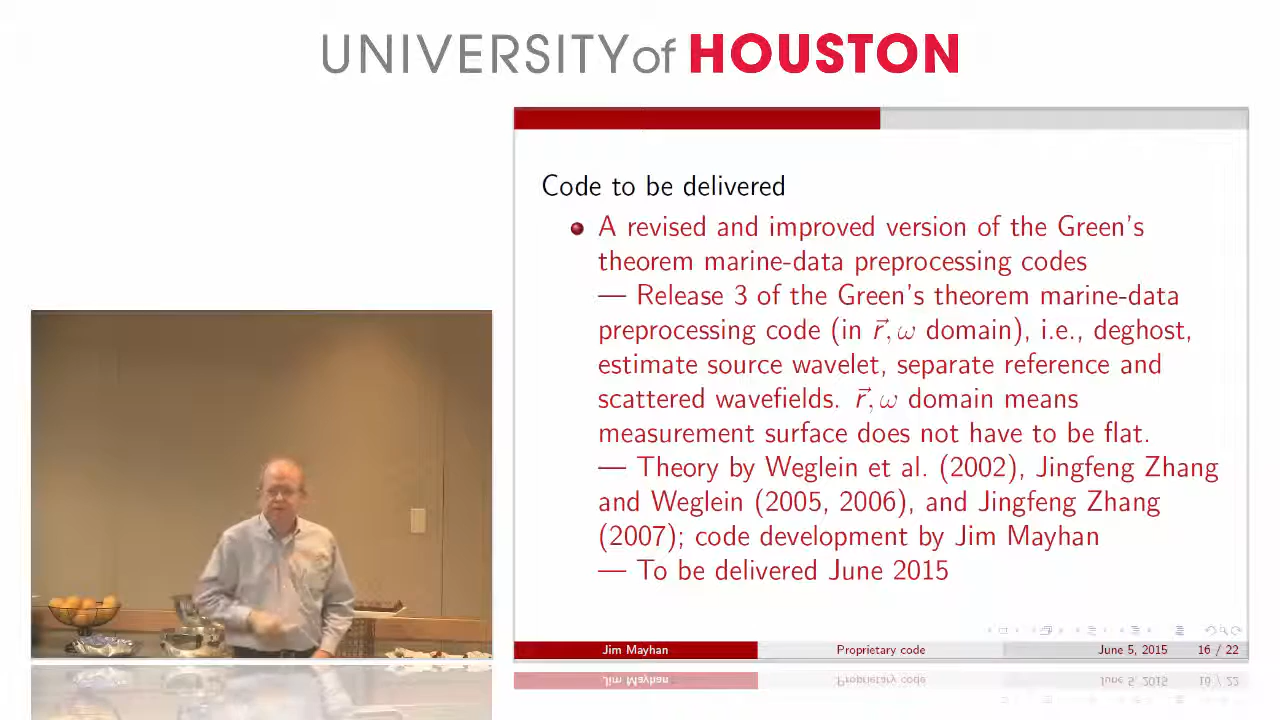 UNIVERSITYof HOUSTON
Code to be delivered
A revised and improved version of the Green's
theorem marine-data preprocessing codes
— Release 3 of the Green's theorem marine-data
preprocessing code (in r⃗, ω domain), i.e., deghost,
estimate source wavelet, separate reference and
scattered wavefields. r⃗, ω domain means
measurement surface does not have to be flat.
— Theory by Weglein et al. (2002), Jingfeng Zhang
and Weglein (2005, 2006), and Jingfeng Zhang
(2007); code development by Jim Mayhan
— To be delivered June 2015
Jim Mayhan Proprietary code June 5, 2015 16 / 22